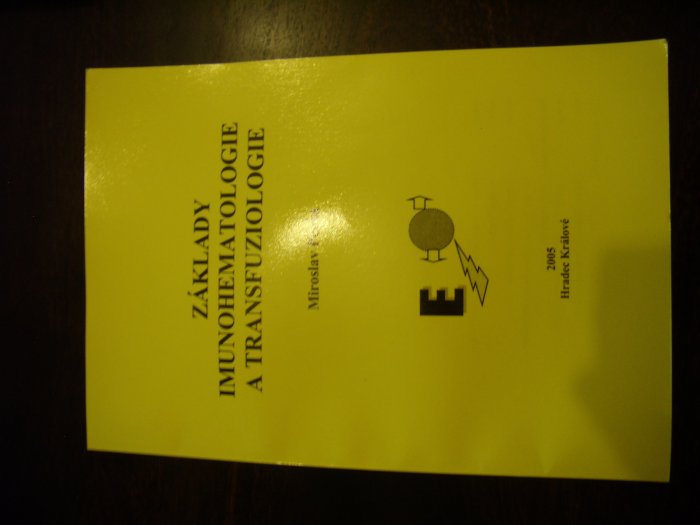 ZÁKLADY
IMUNOHEMATOLOGIE
A TRANSFUZIOLOGIE
Miroslav
E
2005
Hradec Králové